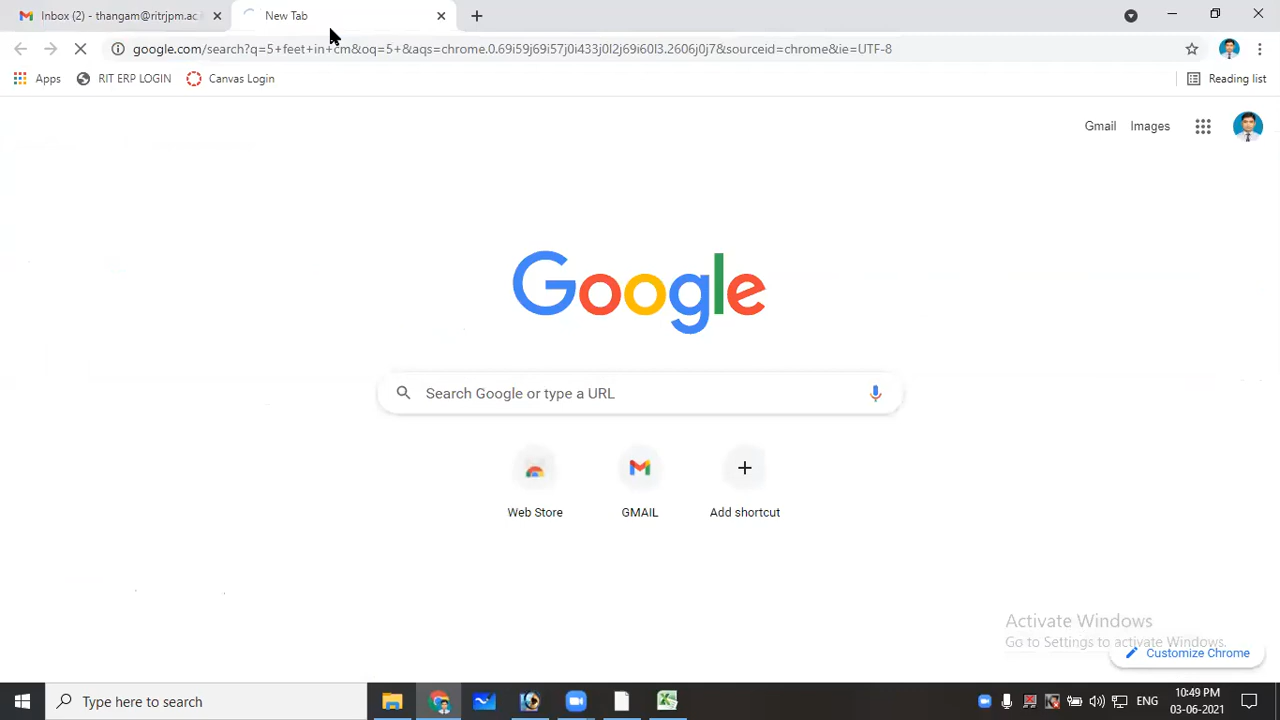 Inbox (2) - thangam@ritrjpm.ac.
New Tab
google.com/search?q=5+feet+in+cm&oq=5+&aqs=chrome.0.69i59j69i57j0i433j0l2j69i60l3.2606j0j7&sourceid=chrome&ie=UTF-8
Apps RIT ERP LOGIN Canvas Login Reading list
Gmail Images
Google
Search Google or type a URL
Web Store GMAIL Add shortcut
Activate Windows
Go to Settings to activate Windows.
Customize Chrome
Type here to search
ENG
10:49 PM
03-06-2021